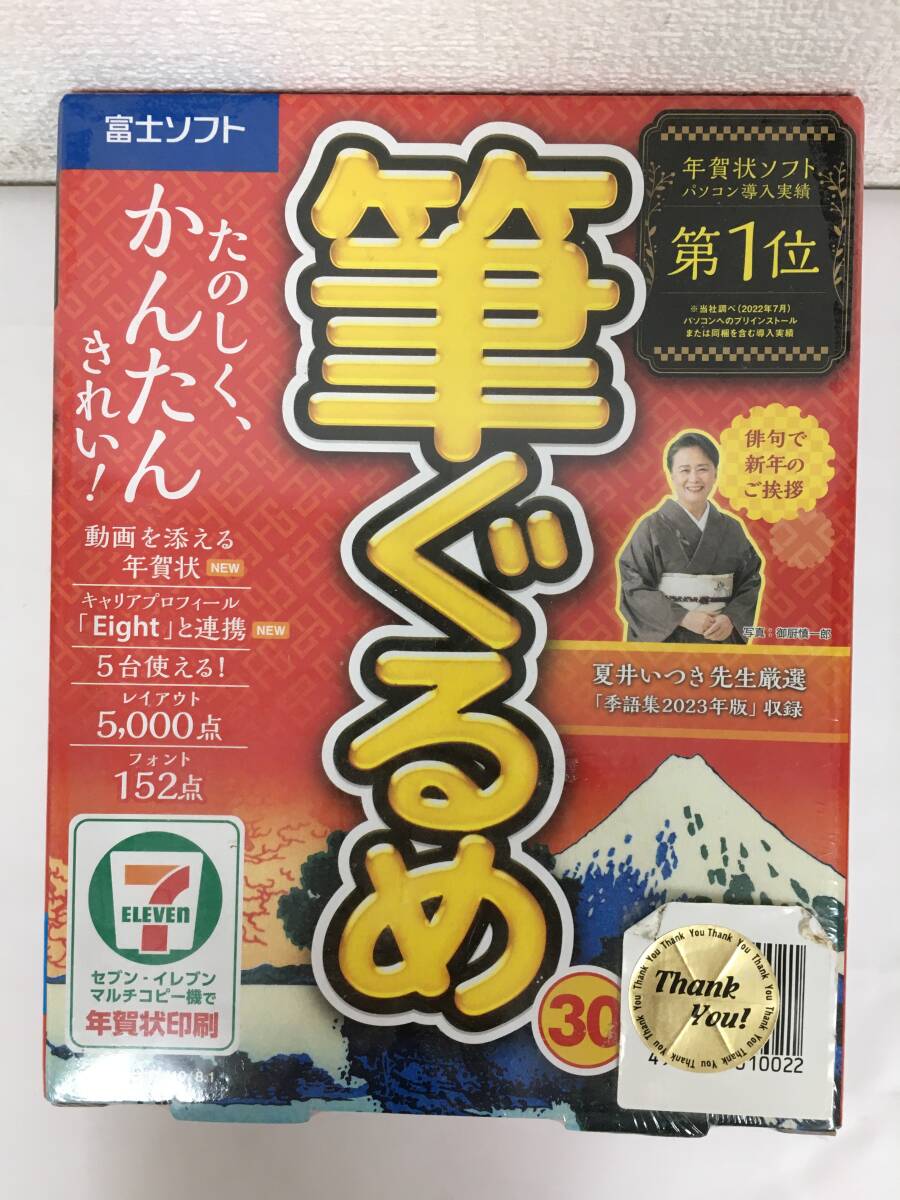 富士ソフト
たのしく、
かんたん
きれい!
動画を添える
年賀状 NEW
キャリアプロフィール
「Eight」と連携 NEW
5台使える!
レイアウト
5,000点
フォント
152点
7
ELEVEN
セブン‐イレブン
マルチコピー機で
年賀状印刷
筆ぐるめ
30
年賀状ソフト
パソコン導入実績
第1位
※当社調べ(2022年7月)
パソコンへのプリインストール
または同梱を含む導入実績
俳句で
新年の
ご挨拶
写真:御厨慎一郎
夏井いつき先生厳選
「季語集2023年版」収録
Thank You Thank You Thank You Thank You Thank You Thank You
Thank
You!
10022